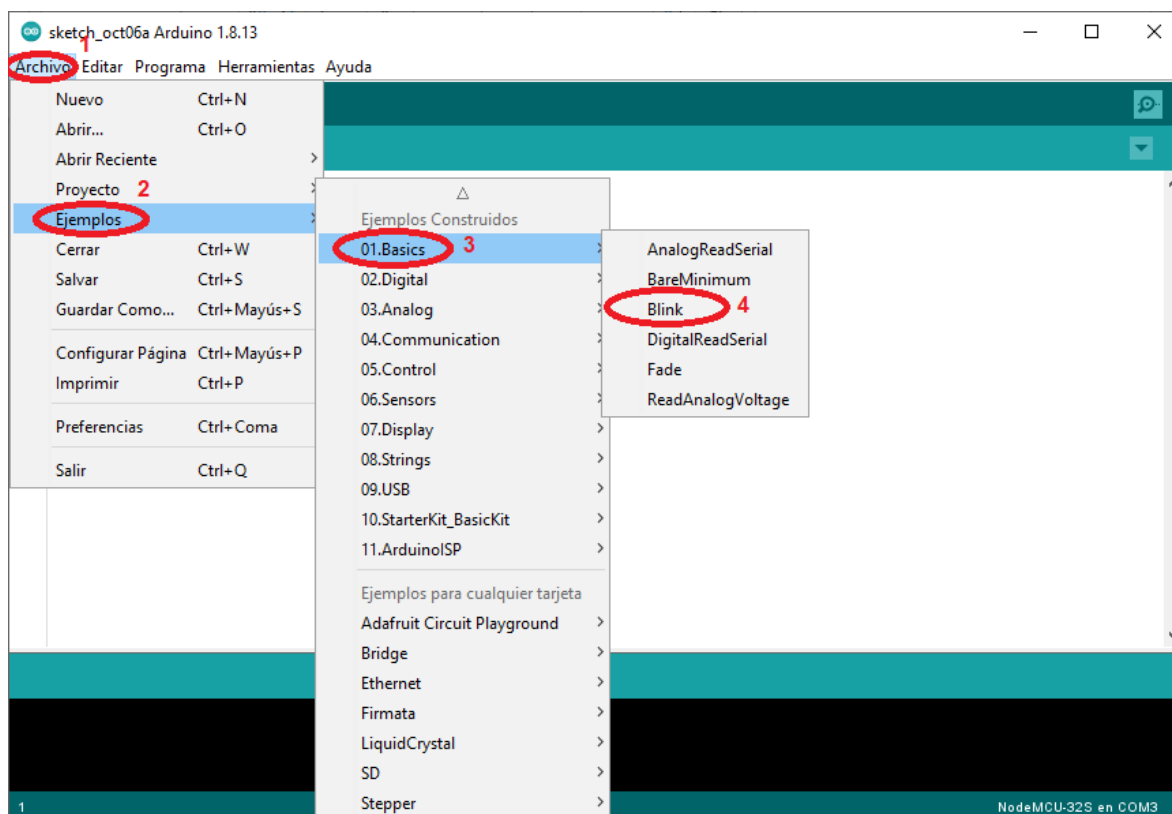 sketch_oct06a Arduino 1.8.13
1
Archivo Editar Programa Herramientas Ayuda
Nuevo Ctrl+N
Abrir... Ctrl+O
Abrir Reciente
Proyecto 2
Ejemplos
Cerrar Ctrl+W
Salvar Ctrl+S
Guardar Como... Ctrl+Mayús+S
Configurar Página Ctrl+Mayús+P
Imprimir Ctrl+P
Preferencias Ctrl+Coma
Salir Ctrl+Q
Ejemplos Construidos
01.Basics 3
02.Digital
03.Analog
04.Communication
05.Control
06.Sensors
07.Display
08.Strings
09.USB
10.StarterKit_BasicKit
11.ArduinoISP
Ejemplos para cualquier tarjeta
Adafruit Circuit Playground
Bridge
Ethernet
Firmata
LiquidCrystal
SD
Stepper
AnalogReadSerial
BareMinimum
Blink 4
DigitalReadSerial
Fade
ReadAnalogVoltage
1
NodeMCU-32S en COM3